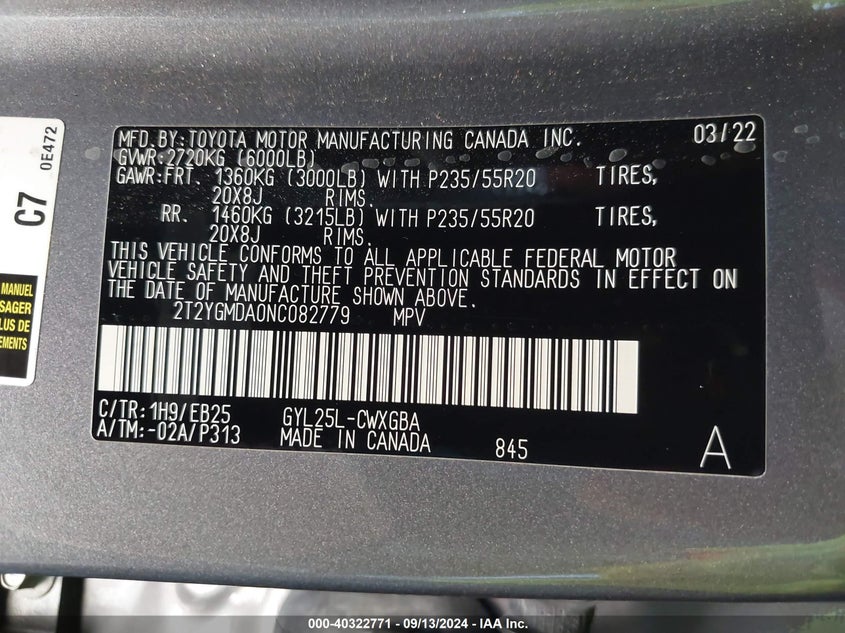 MFD.BY:TOYOTA MOTOR MANUFACTURING CANADA INC. 03/22
GVWR:2720KG (6000LB)
GAWR:FRT. 1360KG (3000LB) WITH P235/55R20 TIRES,
20X8J RIMS.
RR. 1460KG (3215LB) WITH P235/55R20 TIRES,
20X8J RIMS.
THIS VEHICLE CONFORMS TO ALL APPLICABLE FEDERAL MOTOR
VEHICLE SAFETY AND THEFT PREVENTION STANDARDS IN EFFECT ON
THE DATE OF MANUFACTURE SHOWN ABOVE.
2T2YGMDA0NC082779 MPV
C/TR:1H9/EB25 GYL25L-CWXGBA
A/TM:-02A/P313 MADE IN CANADA 845 A
C7
0E472
MANUEL
SAGER
LUS DE
EMENTS
000-40322771 - 09/13/2024 - IAA Inc.